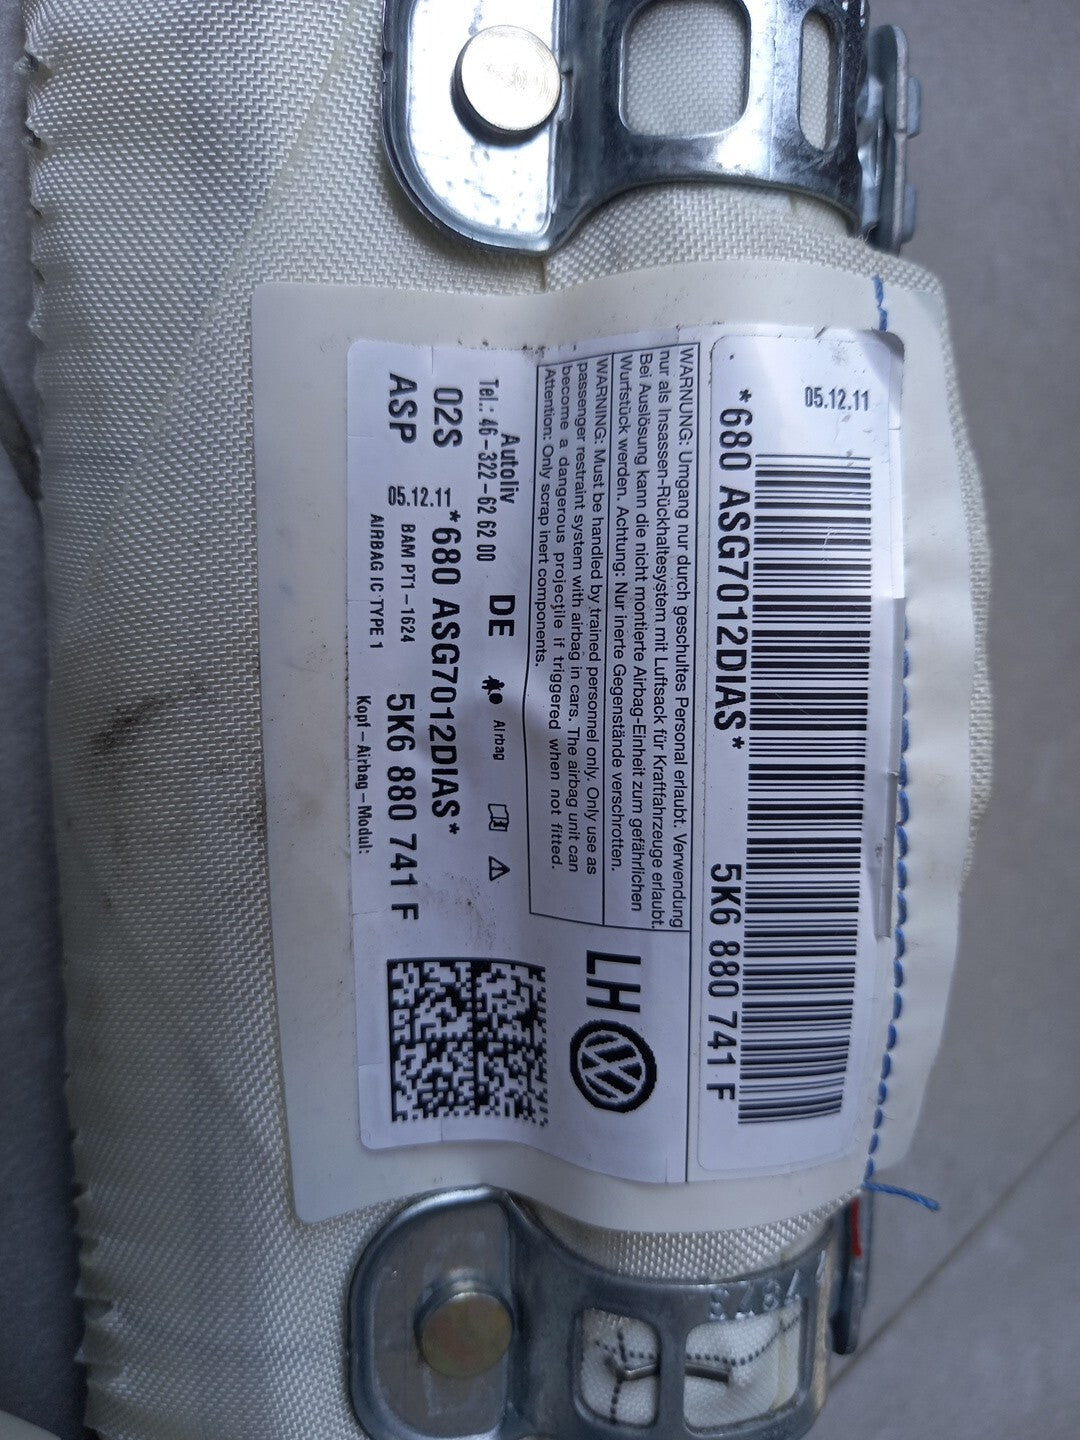 05.12.11
*680 ASG7012DIAS*
5K6 880 741 F
WARNUNG: Umgang nur durch geschultes Personal erlaubt. Verwendung
nur als Insassen-Rückhaltesystem mit Luftsack für Kraftfahrzeuge erlaubt.
Bei Auslösung kann die nicht montierte Airbag-Einheit zum gefährlichen
Wurfstück werden. Achtung: Nur inerte Gegenstände verschrotten.
WARNING: Must be handled by trained personnel only. Only use as
passenger restraint system with airbag in cars. The airbag unit can
become a dangerous projectile if triggered when not fitted.
Attention: Only scrap inert components.
LH
Autoliv
Tel.: 46-322-62 62 00
DE
Airbag
02S
*680 ASG7012DIAS*
ASP
05.12.11
BAM PT1-1624
AIRBAG IC TYPE 1
5K6 880 741 F
Kopf-Airbag-Modul: